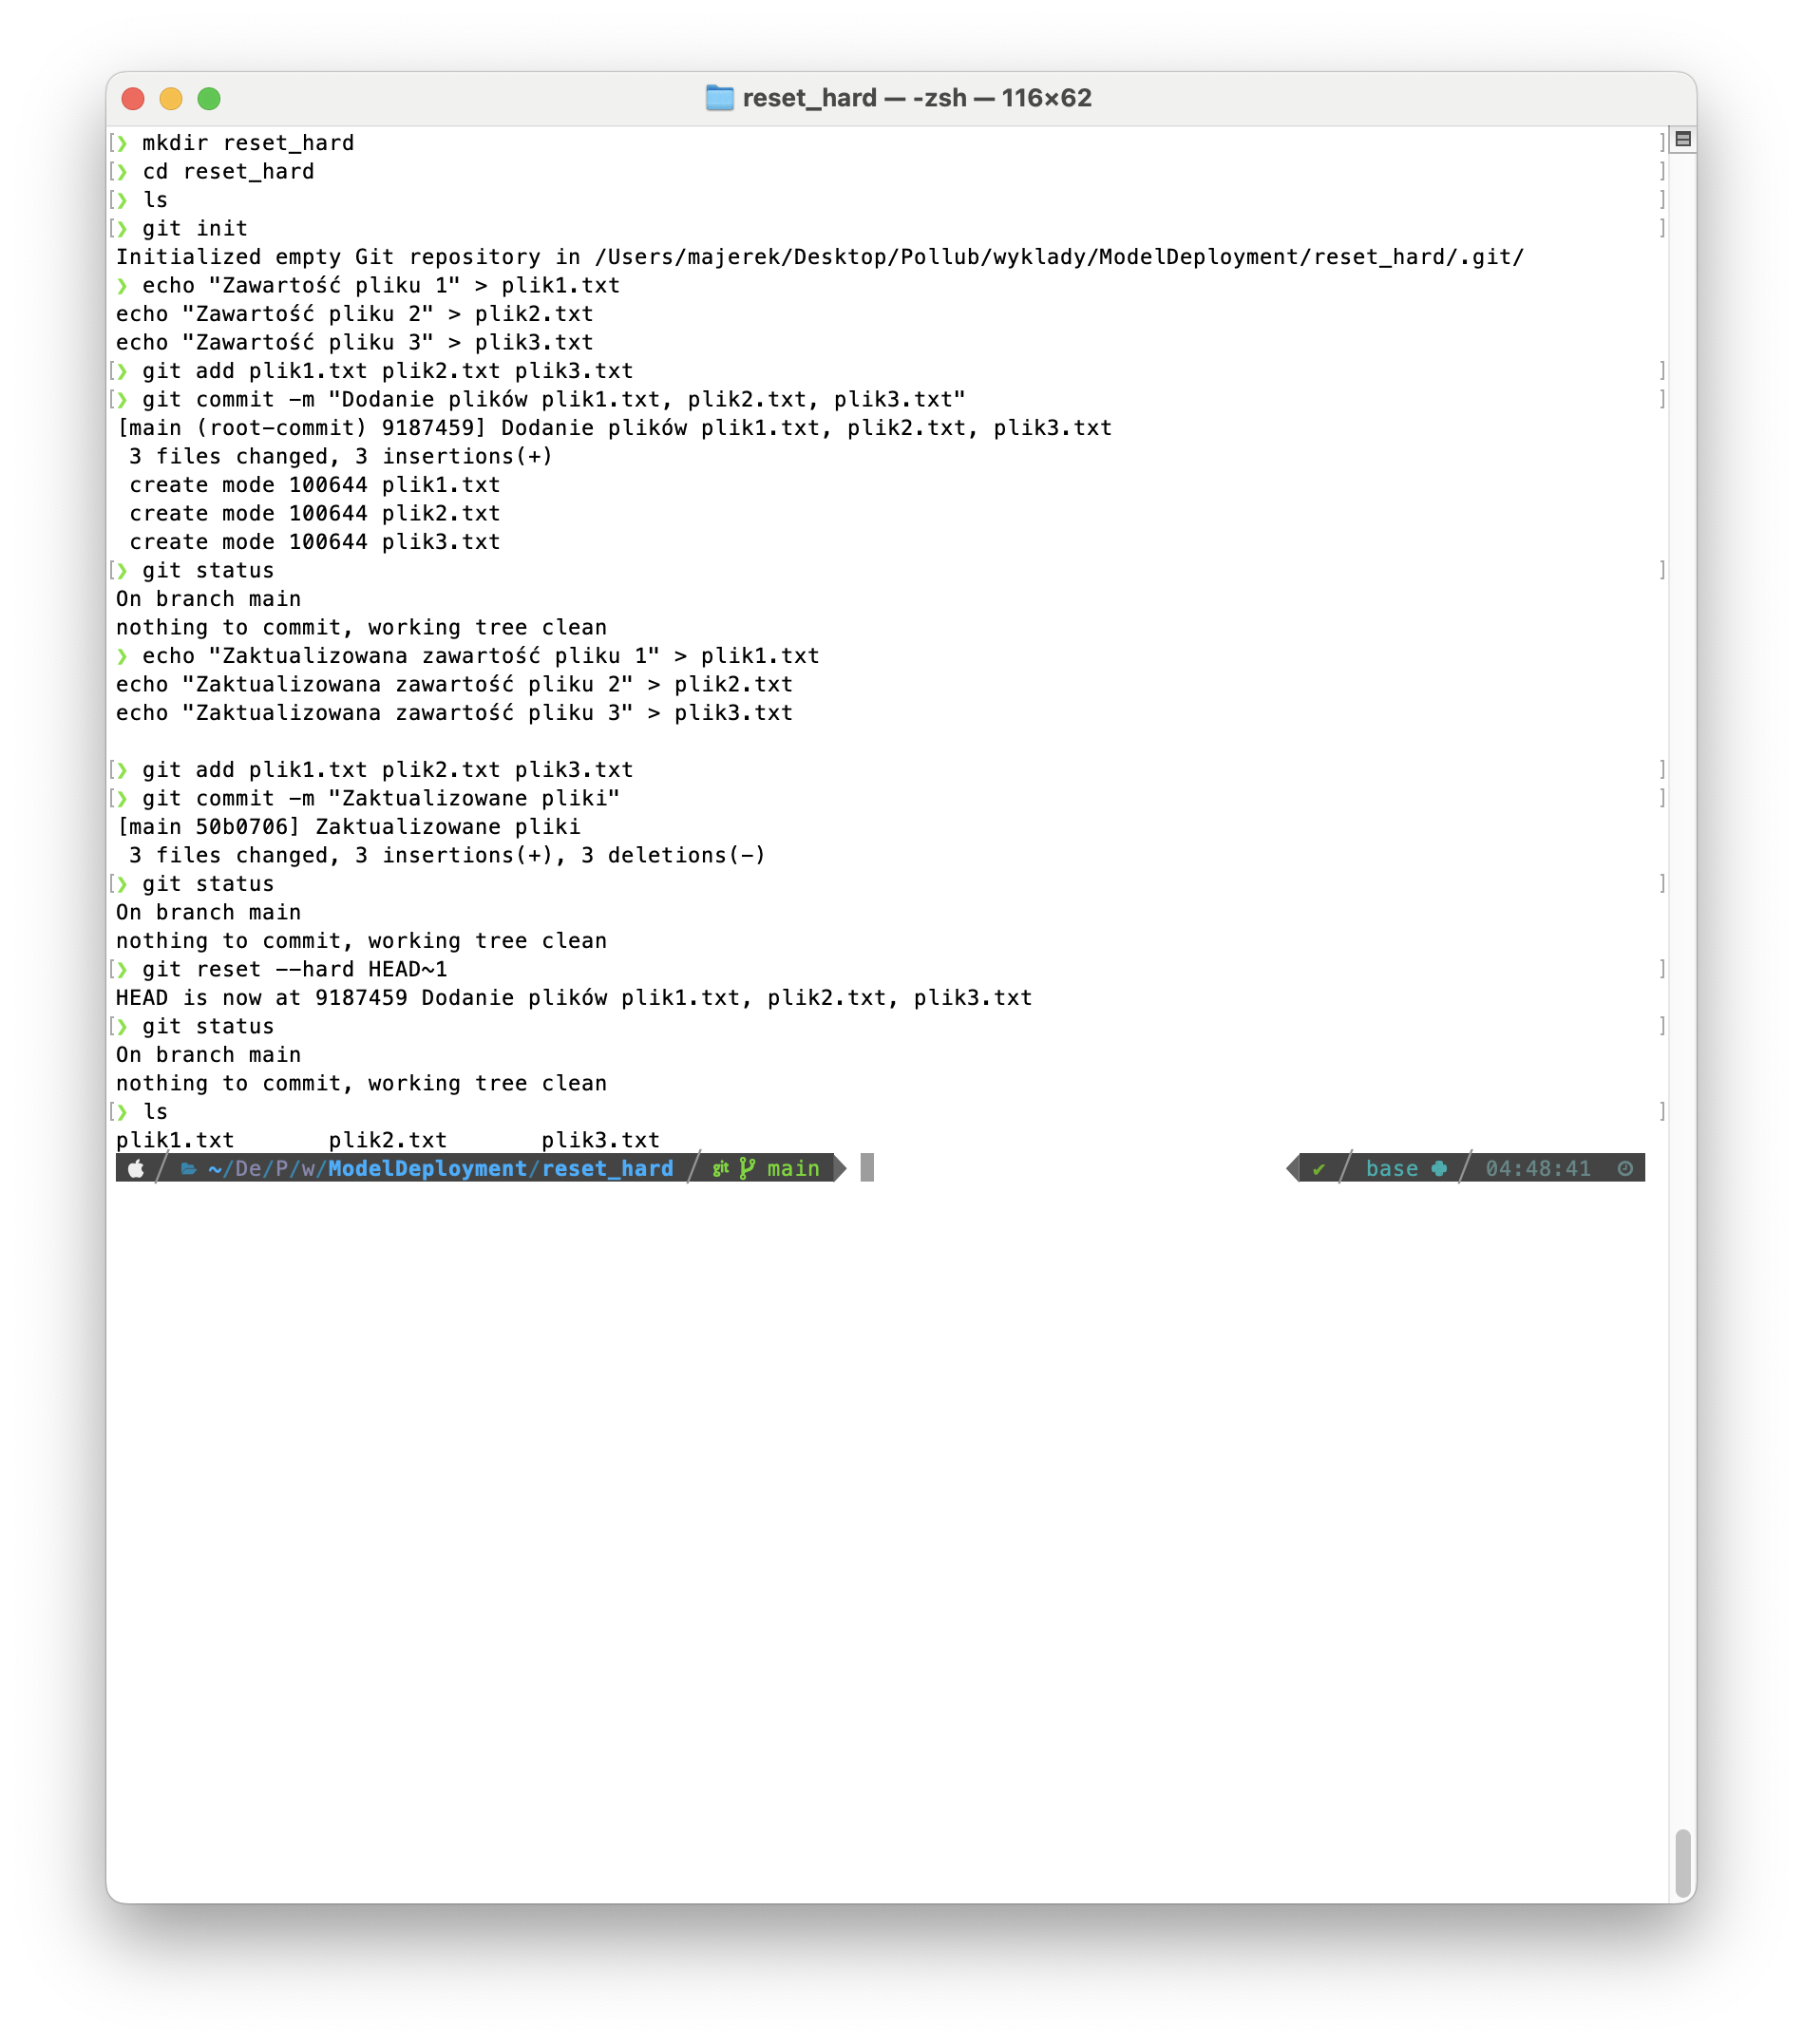 reset_hard — -zsh — 116×62
[❯ mkdir reset_hard ]
[❯ cd reset_hard ]
[❯ ls ]
[❯ git init ]
Initialized empty Git repository in /Users/majerek/Desktop/Pollub/wyklady/ModelDeployment/reset_hard/.git/
❯ echo "Zawartość pliku 1" > plik1.txt
echo "Zawartość pliku 2" > plik2.txt
echo "Zawartość pliku 3" > plik3.txt
[❯ git add plik1.txt plik2.txt plik3.txt ]
[❯ git commit -m "Dodanie plików plik1.txt, plik2.txt, plik3.txt" ]
[main (root-commit) 9187459] Dodanie plików plik1.txt, plik2.txt, plik3.txt
 3 files changed, 3 insertions(+)
 create mode 100644 plik1.txt
 create mode 100644 plik2.txt
 create mode 100644 plik3.txt
[❯ git status ]
On branch main
nothing to commit, working tree clean
❯ echo "Zaktualizowana zawartość pliku 1" > plik1.txt
echo "Zaktualizowana zawartość pliku 2" > plik2.txt
echo "Zaktualizowana zawartość pliku 3" > plik3.txt
[❯ git add plik1.txt plik2.txt plik3.txt ]
[❯ git commit -m "Zaktualizowane pliki" ]
[main 50b0706] Zaktualizowane pliki
 3 files changed, 3 insertions(+), 3 deletions(-)
[❯ git status ]
On branch main
nothing to commit, working tree clean
[❯ git reset --hard HEAD~1 ]
HEAD is now at 9187459 Dodanie plików plik1.txt, plik2.txt, plik3.txt
[❯ git status ]
On branch main
nothing to commit, working tree clean
[❯ ls ]
plik1.txt plik2.txt plik3.txt
~/De/P/w/ModelDeployment/reset_hard git main ✔ base 04:48:41